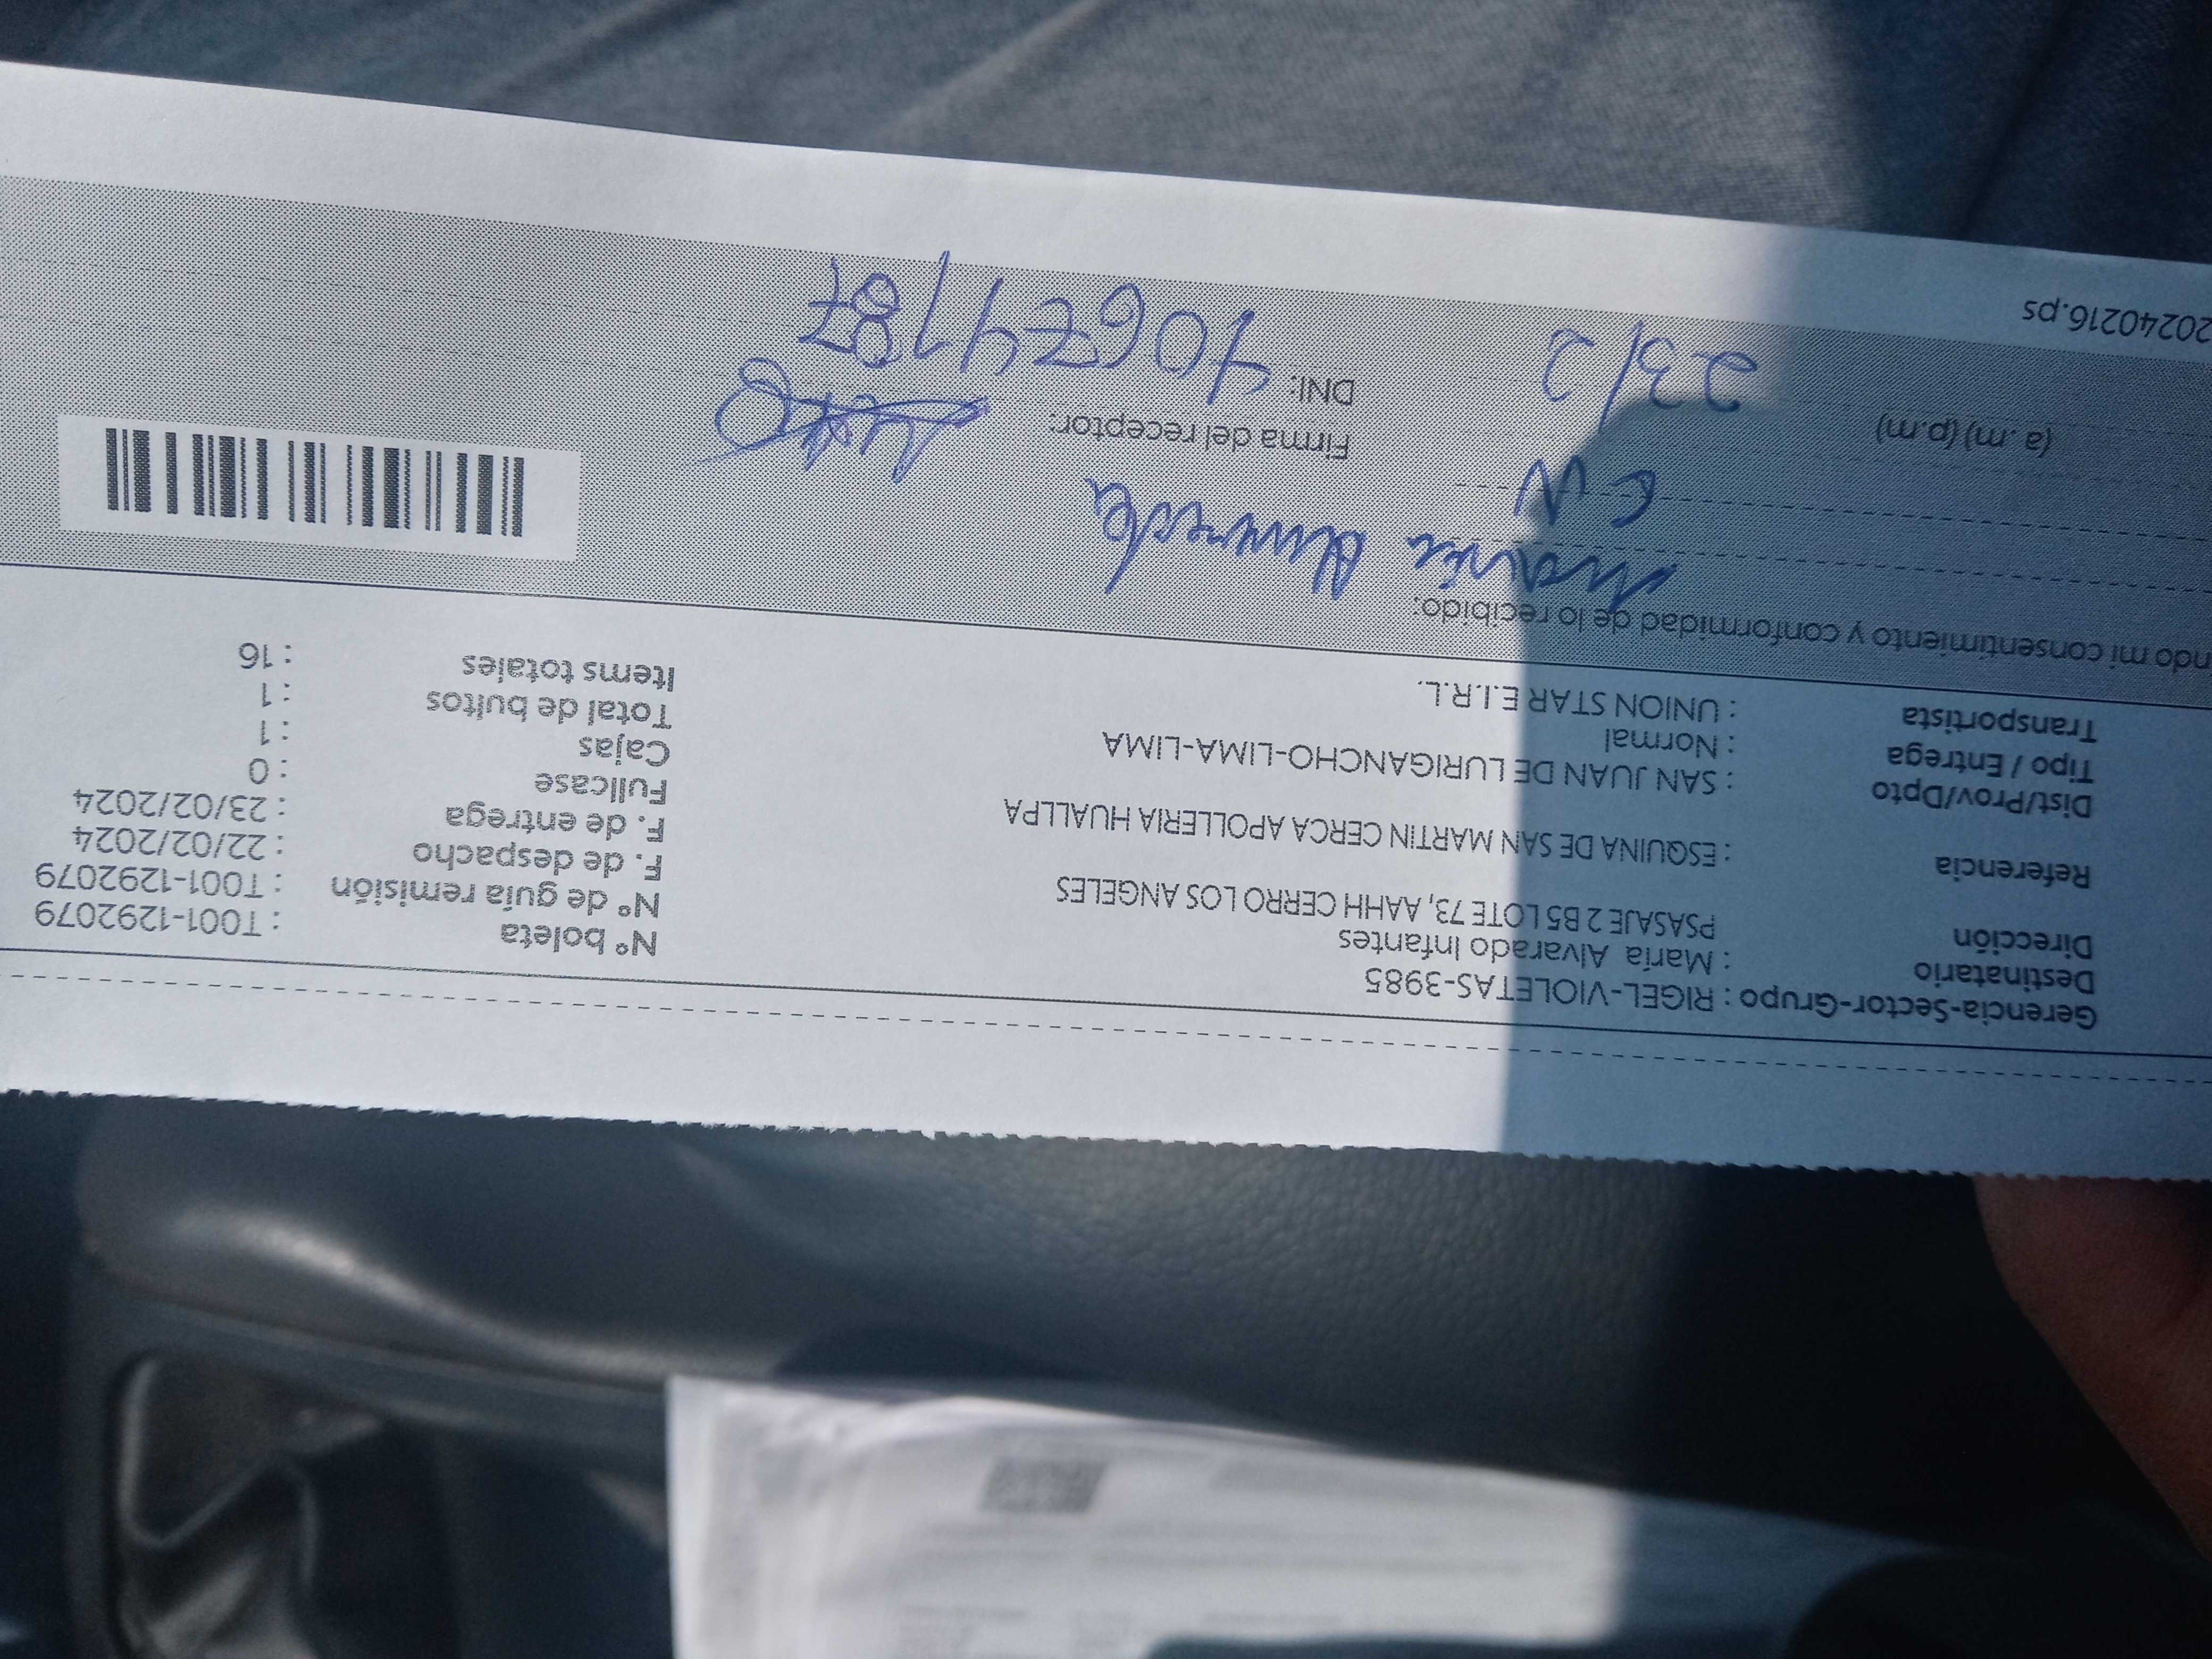 Gerencia-Sector-Grupo : RIGEL-VIOLETAS-3985
Destinatario : María Alvarado Infantes
Dirección PSASAJE 2 B5 LOTE 73, AAHH CERRO LOS ANGELES
Referencia : ESQUINA DE SAN MARTIN CERCA APOLLERIA HUALLPA
Dist/Prov/Dpto : SAN JUAN DE LURIGANCHO-LIMA-LIMA
Tipo / Entrega : Normal
Transportista : UNION STAR E.I.R.L.
N° boleta : T001-1292079
N° de guía remisión : T001-1292079
F. de despacho : 22/02/2024
F. de entrega : 23/02/2024
Fullcase : 0
Cajas : 1
Total de bultos : 1
Items totales : 16
ndo mi consentimiento y conformidad de lo recibido:
María
Firma del receptor:
(a .m) (p.m) 23/2
DNI: 40674187
20240216.ps